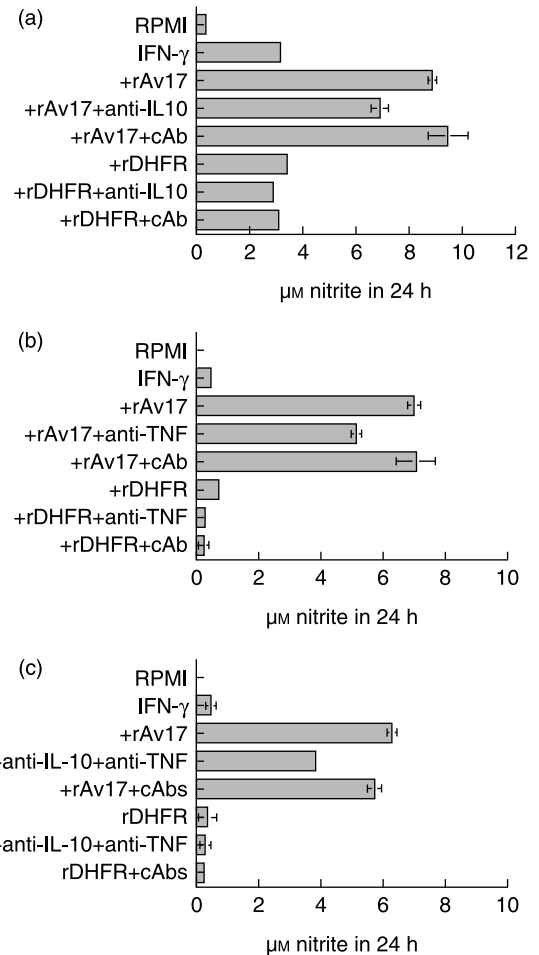 (a)
RPMI
IFN-γ
+rAv17
+rAv17+anti-IL10
+rAv17+cAb
+rDHFR
+rDHFR+anti-IL10
+rDHFR+cAb
0 2 4 6 8 10 12
μM nitrite in 24 h
(b)
RPMI
IFN-γ
+rAv17
+rAv17+anti-TNF
+rAv17+cAb
+rDHFR
+rDHFR+anti-TNF
+rDHFR+cAb
0 2 4 6 8 10
μM nitrite in 24 h
(c)
RPMI
IFN-γ
+rAv17
-anti-IL-10+anti-TNF
+rAv17+cAbs
rDHFR
-anti-IL-10+anti-TNF
rDHFR+cAbs
0 2 4 6 8 10
μM nitrite in 24 h